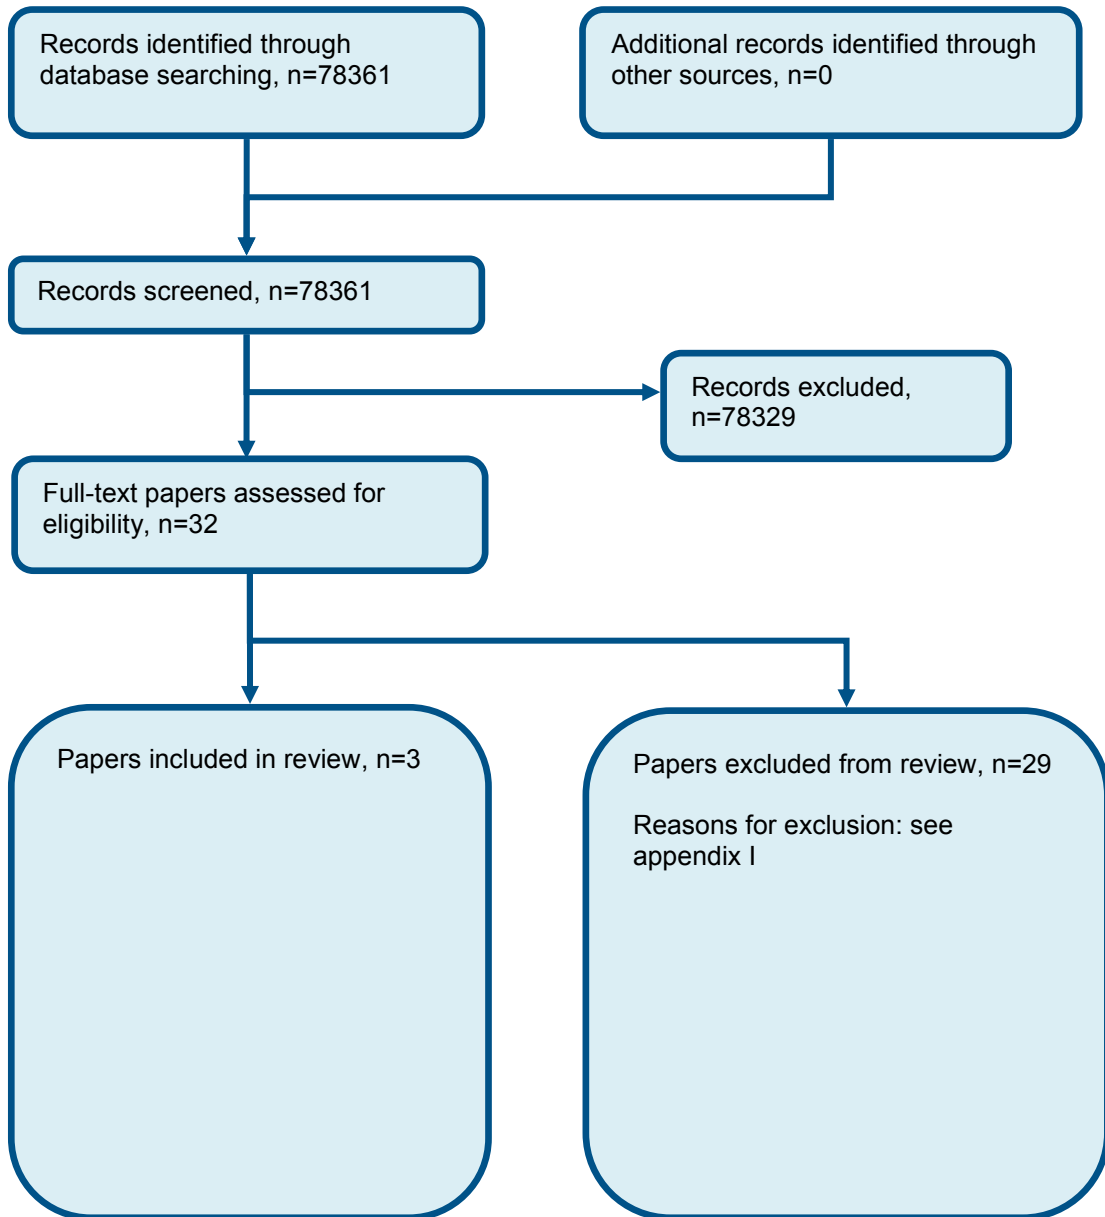 Records identified through
database searching, n=78361
Additional records identified through
other sources, n=0
Records screened, n=78361
Records excluded,
n=78329
Full-text papers assessed for
eligibility, n=32
Papers included in review, n=3
Papers excluded from review, n=29
Reasons for exclusion: see
appendix I